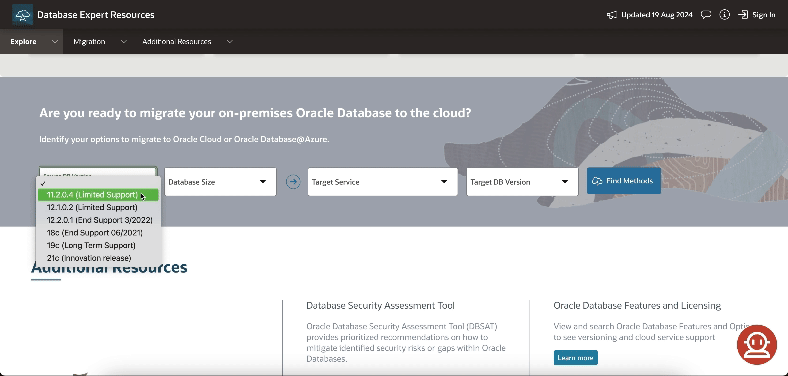 Database Expert Resources
Updated 19 Aug 2024
Sign In
Explore
Migration
Additional Resources
Are you ready to migrate your on-premises Oracle Database to the cloud?
Identify your options to migrate to Oracle Cloud or Oracle Database@Azure.
Database Size
Target Service
Target DB Version
Find Methods
11.2.0.4 (Limited Support)
12.1.0.2 (Limited Support)
12.2.0.1 (End Support 3/2022)
18c (End Support 06/2021)
19c (Long Term Support)
21c (Innovation release)
Additional Resources
Database Security Assessment Tool
Oracle Database Security Assessment Tool (DBSAT)
provides prioritized recommendations on how to
mitigate identified security risks or gaps within Oracle
Databases.
Oracle Database Features and Licensing
View and search Oracle Database Features and
to see versioning and cloud service support
Learn more